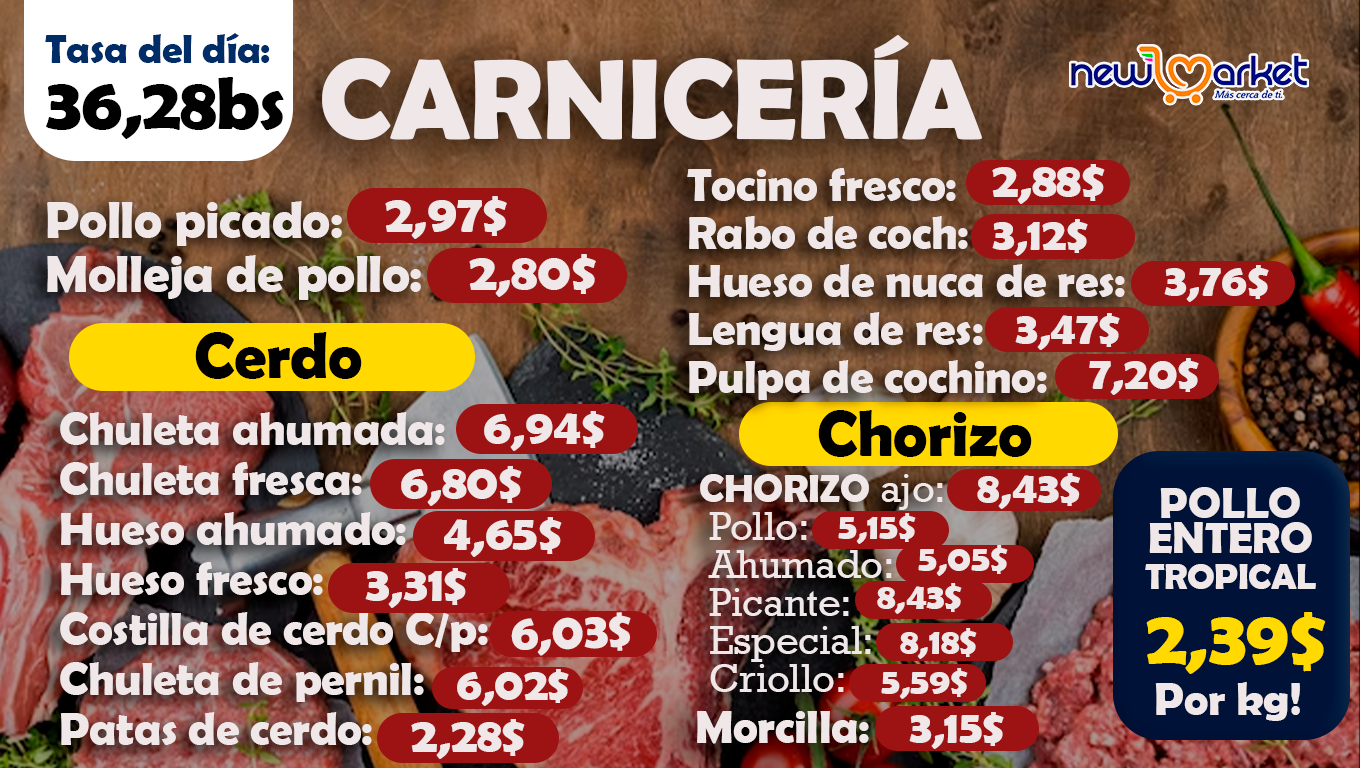 Tasa del día:
36,28bs
CARNICERÍA
new market
Más cerca de ti.
Pollo picado: 2,97$
Molleja de pollo: 2,80$
Cerdo
Chuleta ahumada: 6,94$
Chuleta fresca: 6,80$
Hueso ahumado: 4,65$
Hueso fresco: 3,31$
Costilla de cerdo C/p: 6,03$
Chuleta de pernil: 6,02$
Patas de cerdo: 2,28$
Tocino fresco: 2,88$
Rabo de coch: 3,12$
Hueso de nuca de res: 3,76$
Lengua de res: 3,47$
Pulpa de cochino: 7,20$
Chorizo
CHORIZO ajo: 8,43$
Pollo: 5,15$
Ahumado: 5,05$
Picante: 8,43$
Especial: 8,18$
Criollo: 5,59$
Morcilla: 3,15$
POLLO
ENTERO
TROPICAL
2,39$
Por kg!